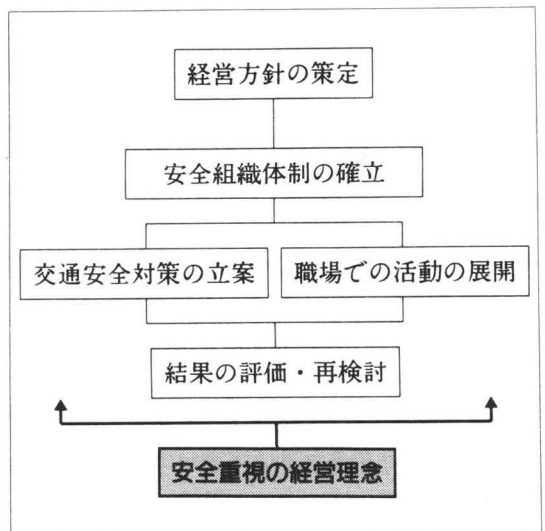 経営方針の策定
安全組織体制の確立
交通安全対策の立案
職場での活動の展開
結果の評価・再検討
安全重視の経営理念